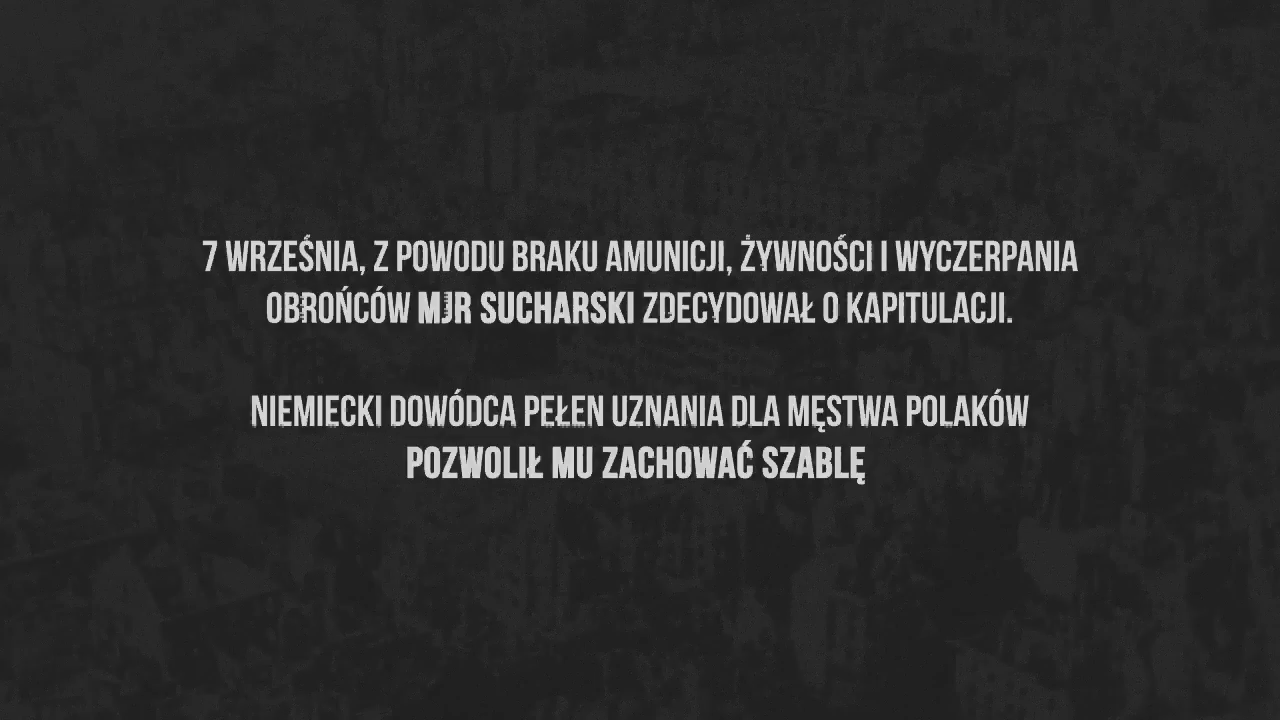 7 WRZEŚNIA, Z POWODU BRAKU AMUNICJI, ŻYWNOŚCI I WYCZERPANIA
OBROŃCÓW MJR SUCHARSKI ZDECYDOWAŁ O KAPITULACJI.
NIEMIECKI DOWÓDCA PEŁEN UZNANIA DLA MĘSTWA POLAKÓW
POZWOLIŁ MU ZACHOWAĆ SZABLĘ